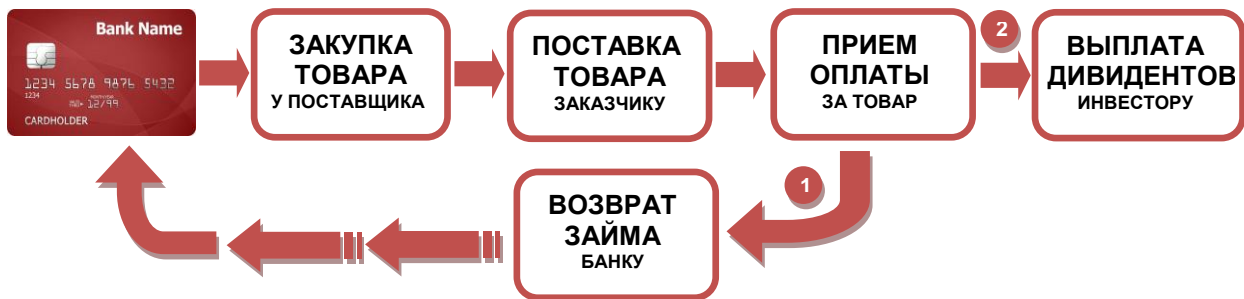 Bank Name
1234 5678 9876 5432
1234
12/99
CARDHOLDER
ЗАКУПКА
ТОВАРА
У ПОСТАВЩИКА
ПОСТАВКА
ТОВАРА
ЗАКАЗЧИКУ
ПРИЕМ
ОПЛАТЫ
ЗА ТОВАР
2
ВЫПЛАТА
ДИВИДЕНТОВ
ИНВЕСТОРУ
1
ВОЗВРАТ
ЗАЙМА
БАНКУ